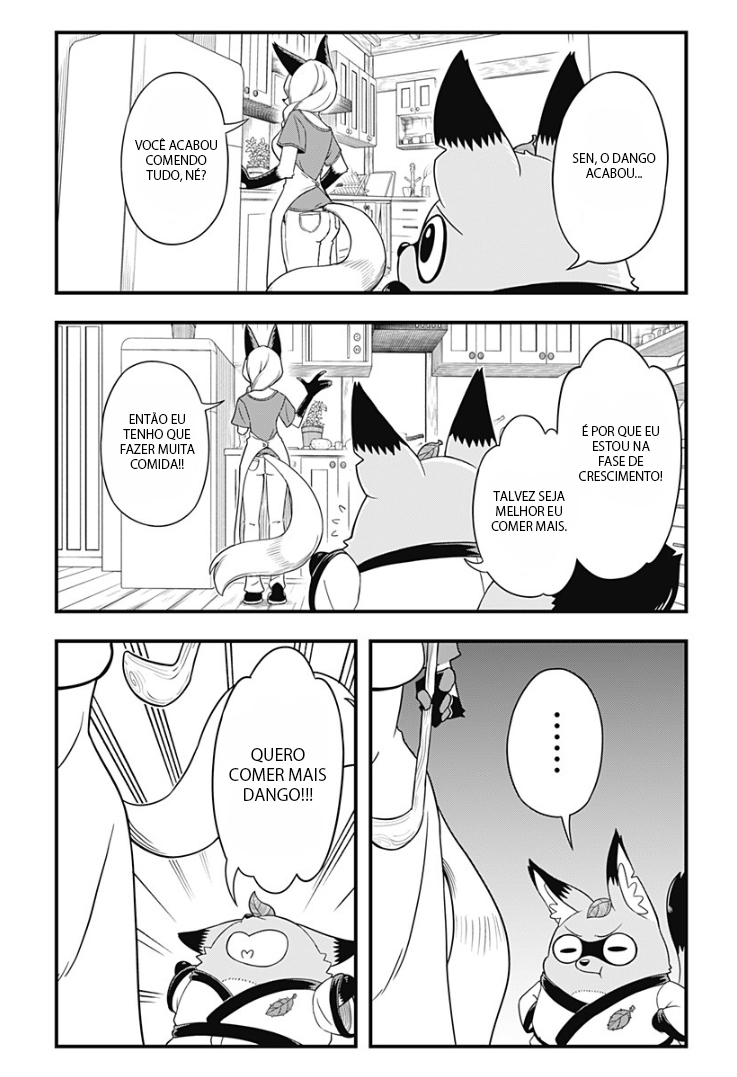 SEN, O DANGO
ACABOU...
VOCÊ ACABOU
COMENDO
TUDO, NÉ?
É POR QUE EU
ESTOU NA
FASE DE
CRESCIMENTO!
TALVEZ SEJA
MELHOR EU
COMER MAIS.
ENTÃO EU
TENHO QUE
FAZER MUITA
COMIDA!!
......
QUERO
COMER MAIS
DANGO!!!